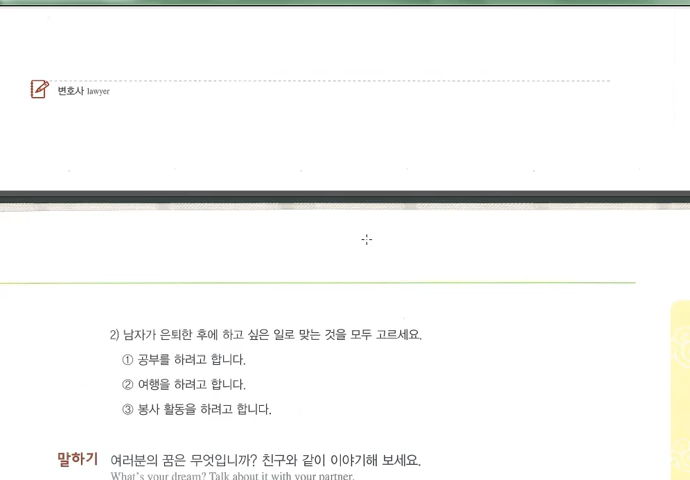 변호사 lawyer
2) 남자가 은퇴한 후에 하고 싶은 일로 맞는 것을 모두 고르세요.
① 공부를 하려고 합니다.
② 여행을 하려고 합니다.
③ 봉사 활동을 하려고 합니다.
말하기 여러분의 꿈은 무엇입니까? 친구와 같이 이야기해 보세요.
What's your dream? Talk about it with your partner.